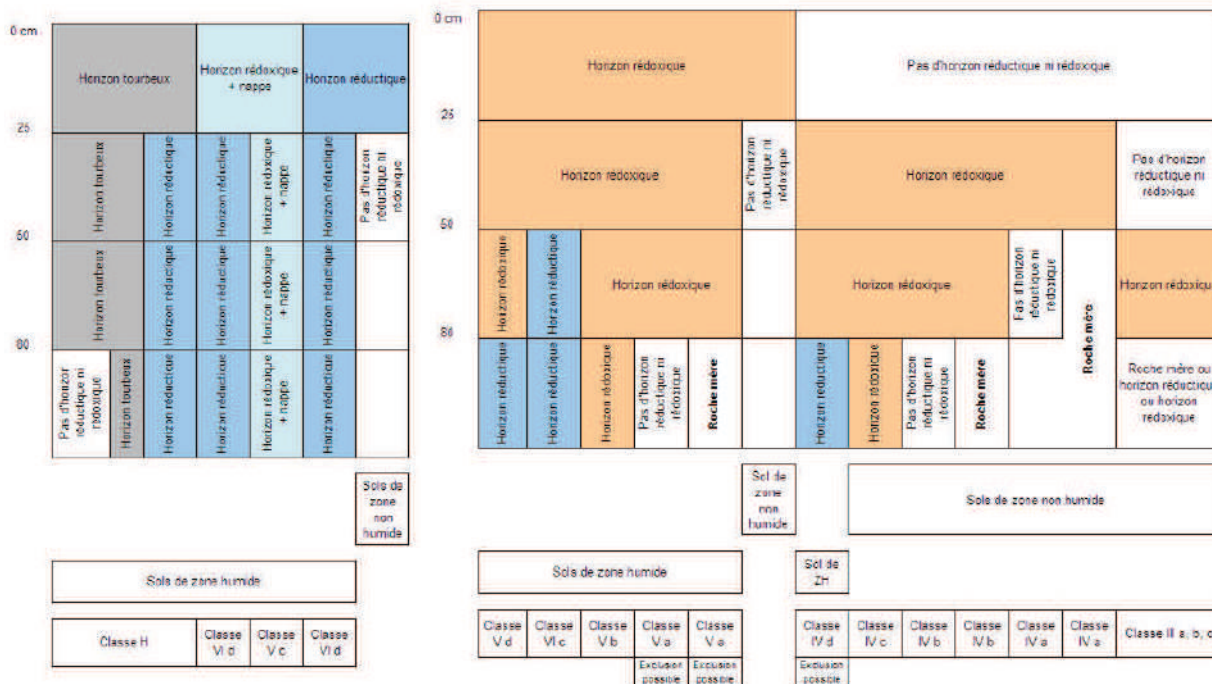 0 cm
25
50
80
Horizon tourbeux
Horizon rédoxique
+ nappe
Horizon réductique
Horizon tourbeux
Horizon réductique
Horizon réductique
Horizon rédoxique
+ nappe
Horizon réductique
Pas d'horizon
réductique ni
rédoxique
Horizon tourbeux
Horizon réductique
Horizon réductique
Horizon rédoxique
+ nappe
Horizon réductique
Pas d'horizon
réductique ni
rédoxique
Horizon tourbeux
Horizon réductique
Horizon réductique
Horizon rédoxique
+ nappe
Horizon réductique
Sols de
zone
non
humide
Sols de zone humide
Classe H
Classe
VI d
Classe
V c
Classe
VI d
0 cm
25
50
80
Horizon rédoxique
Pas d'horizon réductique ni rédoxique
Horizon rédoxique
Pas d'horizon
réductique ni
rédoxique
Horizon rédoxique
Pas d'horizon
réductique ni
rédoxique
Horizon rédoxique
Horizon réductique
Horizon rédoxique
Horizon rédoxique
Pas d'horizon
réductique ni
rédoxique
Roche mère
Horizon rédoxique
Horizon réductique
Horizon réductique
Horizon rédoxique
Pas d'horizon
réductique ni
rédoxique
Roche mère
Horizon réductique
Horizon rédoxique
Pas d'horizon
réductique ni
rédoxique
Roche mère
Roche mère ou
horizon réductique
ou horizon
rédoxique
Sol de
zone
non
humide
Sols de zone non humide
Sols de zone humide
Sol de
ZH
Classe
V d
Classe
VI c
Classe
V b
Classe
V a
Classe
V a
Classe
IV d
Classe
IV c
Classe
IV b
Classe
IV b
Classe
IV a
Classe
IV a
Classe III a, b, c
Exclusion
possible
Exclusion
possible
Exclusion
possible